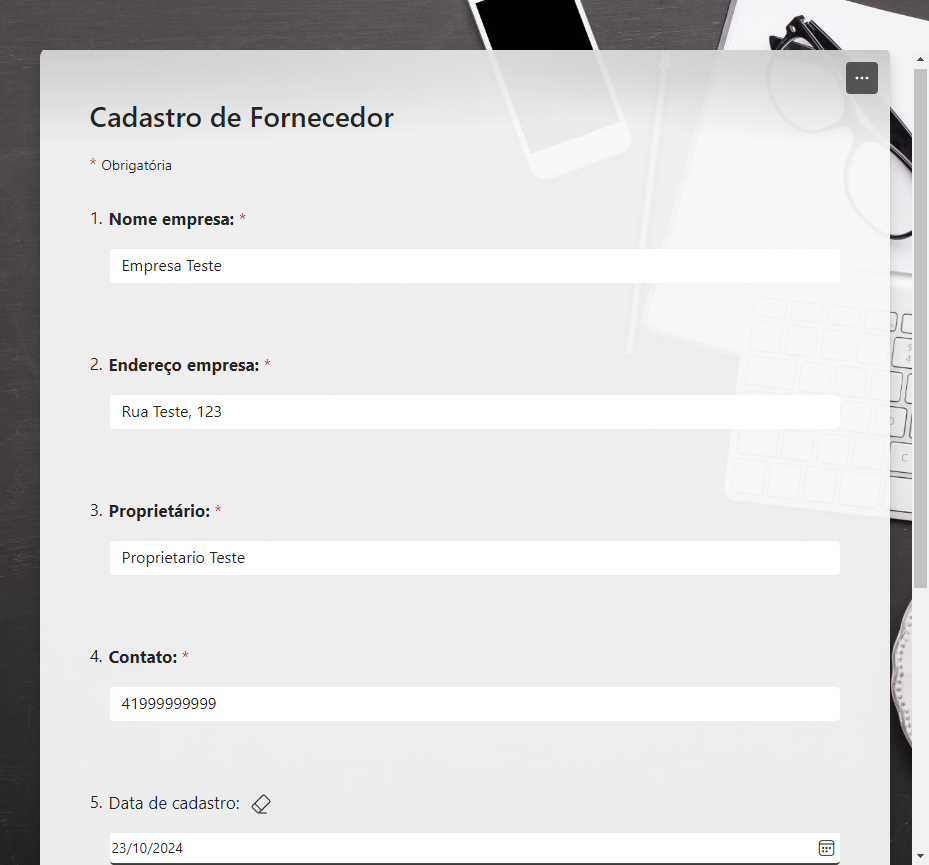 Cadastro de Fornecedor
* Obrigatória
1. Nome empresa: *
Empresa Teste
2. Endereço empresa: *
Rua Teste, 123
3. Proprietário: *
Proprietario Teste
4. Contato: *
41999999999
5. Data de cadastro:
23/10/2024